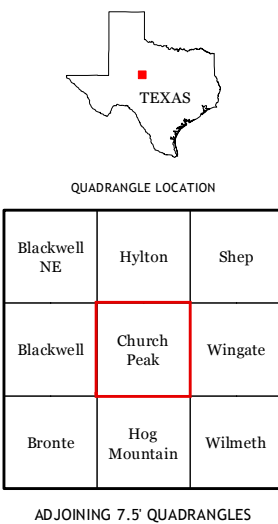 TEXAS
QUADRANGLE LOCATION
Blackwell
NE
Hylton
Shep
Blackwell
Church
Peak
Wingate
Bronte
Hog
Mountain
Wilmeth
ADJOINING 7.5' QUADRANGLES